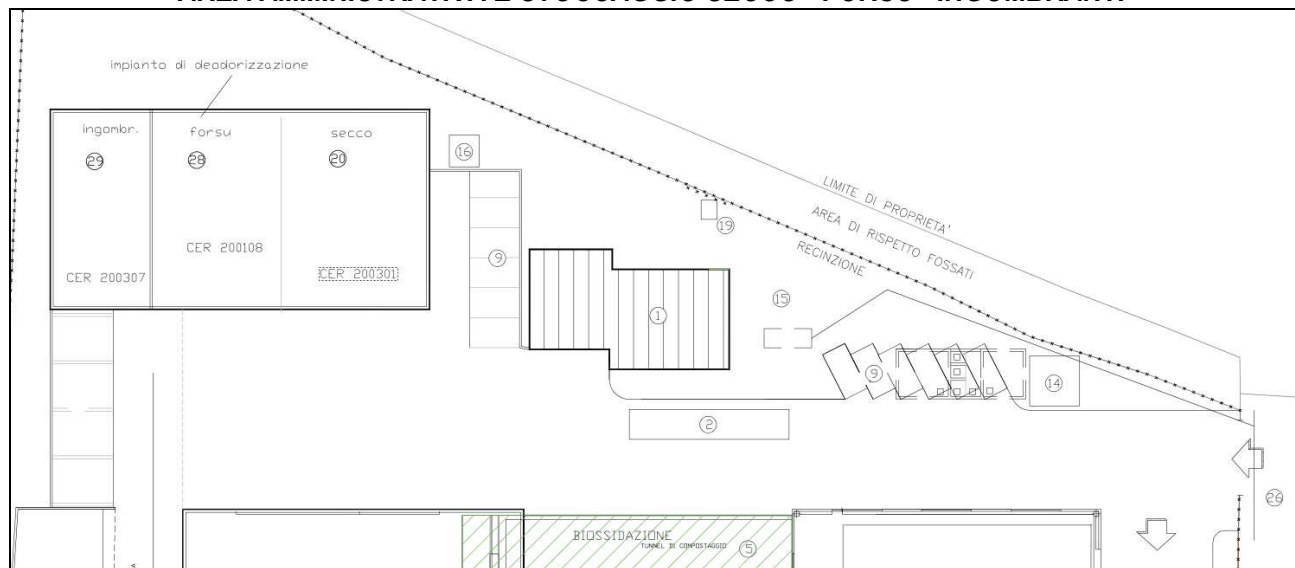 impianto di deodorizzazione
ingombr.
forsu
secco
29
28
20
16
CER 200307
CER 200108
CER 200301
9
19
LIMITE DI PROPRIETA'
AREA DI RISPETTO FOSSATI
RECINZIONE
15
1
9
14
2
26
BIOSSIDAZIONE
TUNNEL DI COMPOSTAGGIO
5